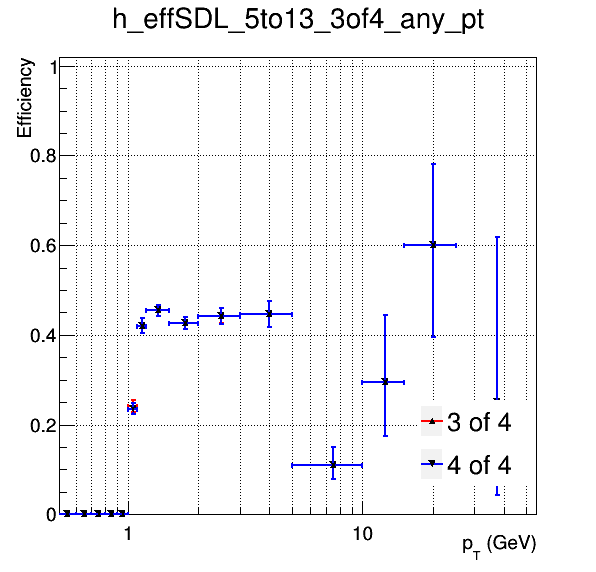 h_effSDL_5to13_3of4_any_pt
Efficiency
1
0.8
0.6
0.4
0.2
0
3 of 4
4 of 4
1
10
p_T (GeV)